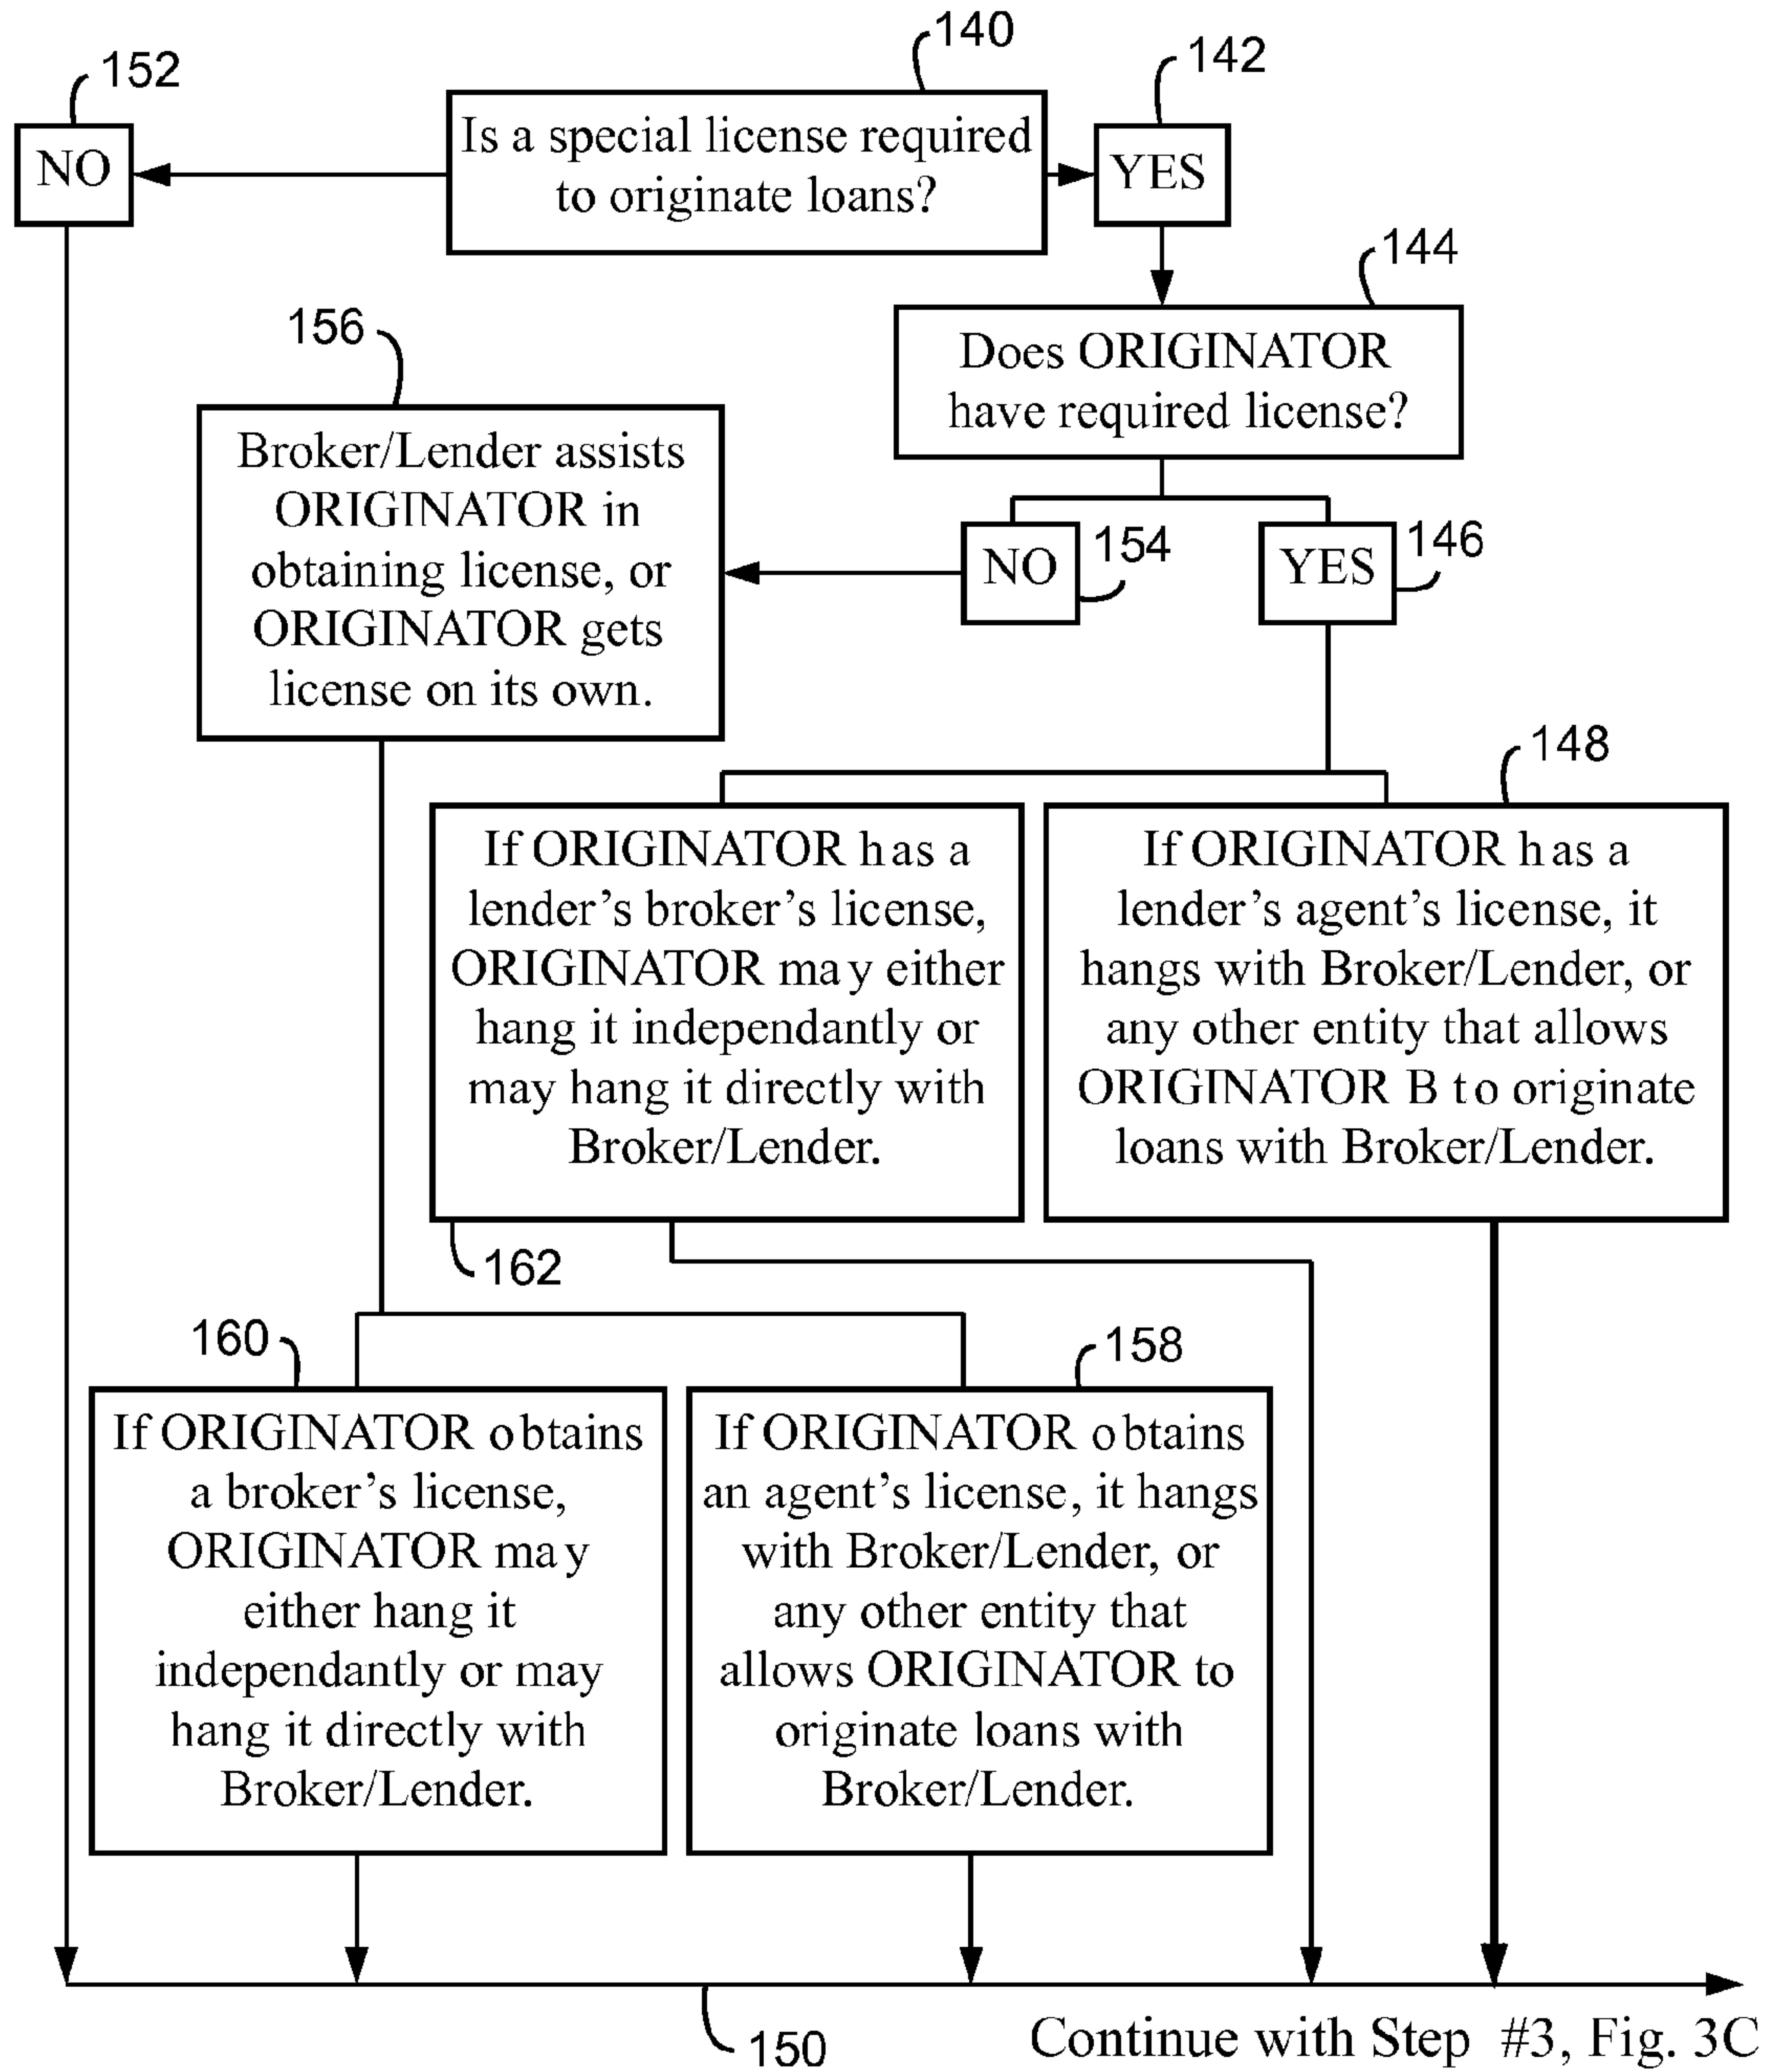 140
142
152
Is a special license required
to originate loans?
NO
YES
144
156
Does ORIGINATOR
have required license?
Broker/Lender assists
ORIGINATOR in
obtaining license, or
ORIGINATOR gets
license on its own.
NO
154
YES
146
148
If ORIGINATOR has a
lender's broker's license,
ORIGINATOR may either
hang it independantly or
may hang it directly with
Broker/Lender.
If ORIGINATOR has a
lender's agent's license, it
hangs with Broker/Lender, or
any other entity that allows
ORIGINATOR B to originate
loans with Broker/Lender.
162
160
158
If ORIGINATOR obtains
a broker's license,
ORIGINATOR may
either hang it
independantly or may
hang it directly with
Broker/Lender.
If ORIGINATOR obtains
an agent's license, it hangs
with Broker/Lender, or
any other entity that
allows ORIGINATOR to
originate loans with
Broker/Lender.
150
Continue with Step #3, Fig. 3C